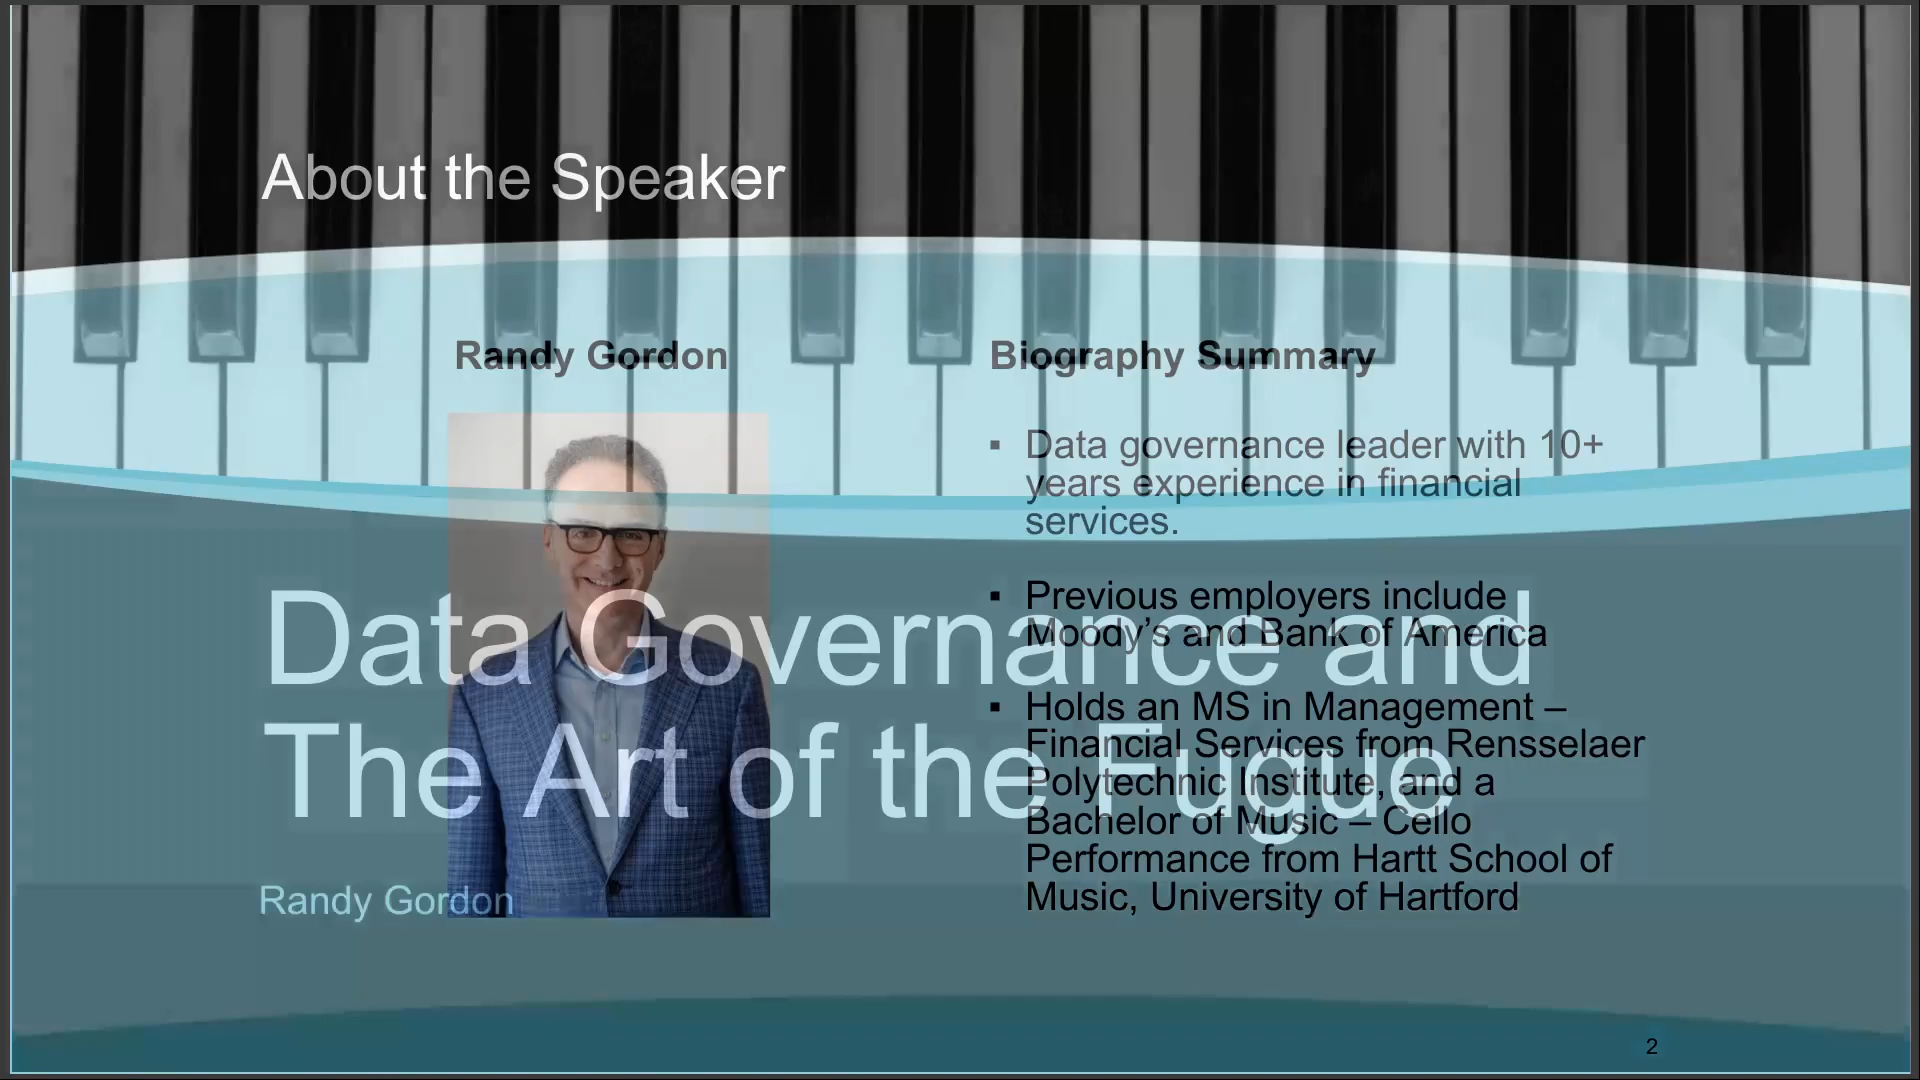 About the Speaker
Randy Gordon
Biography Summary
▪ Data governance leader with 10+
years experience in financial
services.
▪ Previous employers include
Moody’s and Bank of America
▪ Holds an MS in Management –
Financial Services from Rensselaer
Polytechnic Institute, and a
Bachelor of Music – Cello
Performance from Hartt School of
Music, University of Hartford
Data Governance and
The Art of the Fugue
Randy Gordon
2